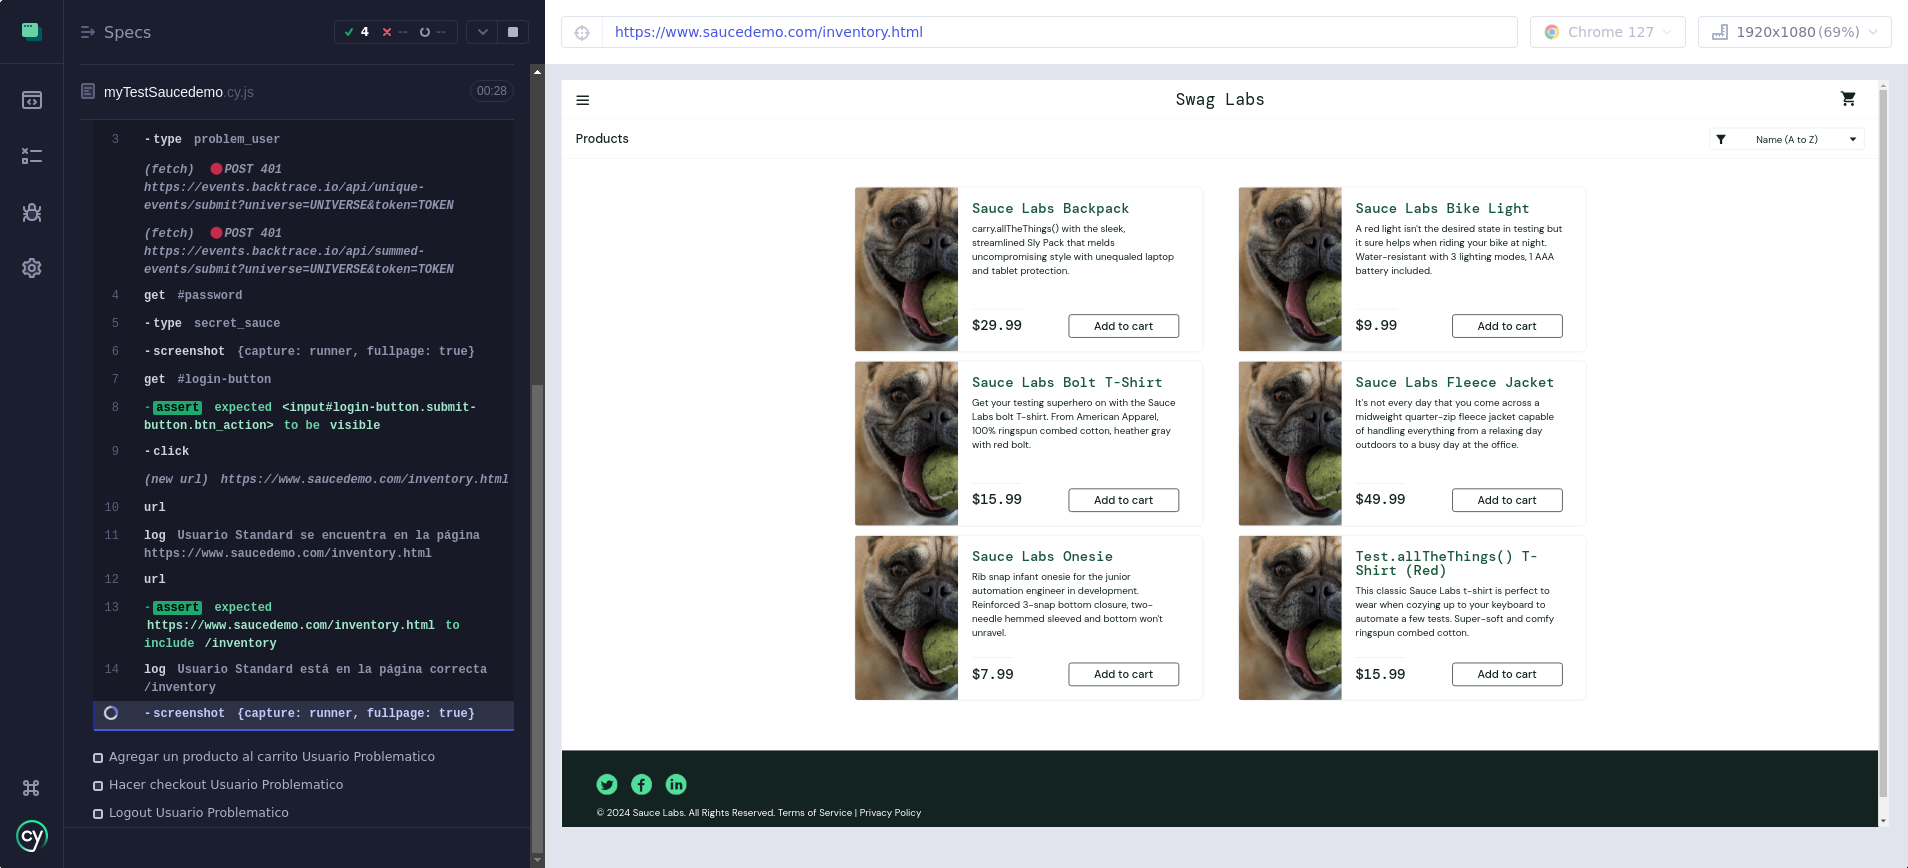 Specs
4 -- --
https://www.saucedemo.com/inventory.html
Chrome 127
1920x1080 (69%)
myTestSaucedemo.cy.js 00:28
3 -type problem_user
(fetch) POST 401
https://events.backtrace.io/api/unique-
events/submit?universe=UNIVERSE&token=TOKEN
(fetch) POST 401
https://events.backtrace.io/api/summed-
events/submit?universe=UNIVERSE&token=TOKEN
4 get #password
5 -type secret_sauce
6 -screenshot {capture: runner, fullpage: true}
7 get #login-button
8 -assert expected <input#login-button.submit-
button.btn_action> to be visible
9 -click
(new url) https://www.saucedemo.com/inventory.html
10 url
11 log Usuario Standard se encuentra en la página
https://www.saucedemo.com/inventory.html
12 url
13 -assert expected
https://www.saucedemo.com/inventory.html to
include /inventory
14 log Usuario Standard está en la página correcta
/inventory
-screenshot {capture: runner, fullpage: true}
Agregar un producto al carrito Usuario Problematico
Hacer checkout Usuario Problematico
Logout Usuario Problematico
cy
Swag Labs
Products
Name (A to Z)
Sauce Labs Backpack
carry.allTheThings() with the sleek,
streamlined Sly Pack that melds
uncompromising style with unequaled laptop
and tablet protection.
$29.99
Add to cart
Sauce Labs Bike Light
A red light isn't the desired state in testing but
it sure helps when riding your bike at night.
Water-resistant with 3 lighting modes, 1 AAA
battery included.
$9.99
Add to cart
Sauce Labs Bolt T-Shirt
Get your testing superhero on with the Sauce
Labs bolt T-shirt. From American Apparel,
100% ringspun combed cotton, heather gray
with red bolt.
$15.99
Add to cart
Sauce Labs Fleece Jacket
It's not every day that you come across a
midweight quarter-zip fleece jacket capable
of handling everything from a relaxing day
outdoors to a busy day at the office.
$49.99
Add to cart
Sauce Labs Onesie
Rib snap infant onesie for the junior
automation engineer in development.
Reinforced 3-snap bottom closure, two-
needle hemmed sleeved and bottom won't
unravel.
$7.99
Add to cart
Test.allTheThings() T-
Shirt (Red)
This classic Sauce Labs t-shirt is perfect to
wear when cozying up to your keyboard to
automate a few tests. Super-soft and comfy
ringspun combed cotton.
$15.99
Add to cart
© 2024 Sauce Labs. All Rights Reserved. Terms of Service | Privacy Policy